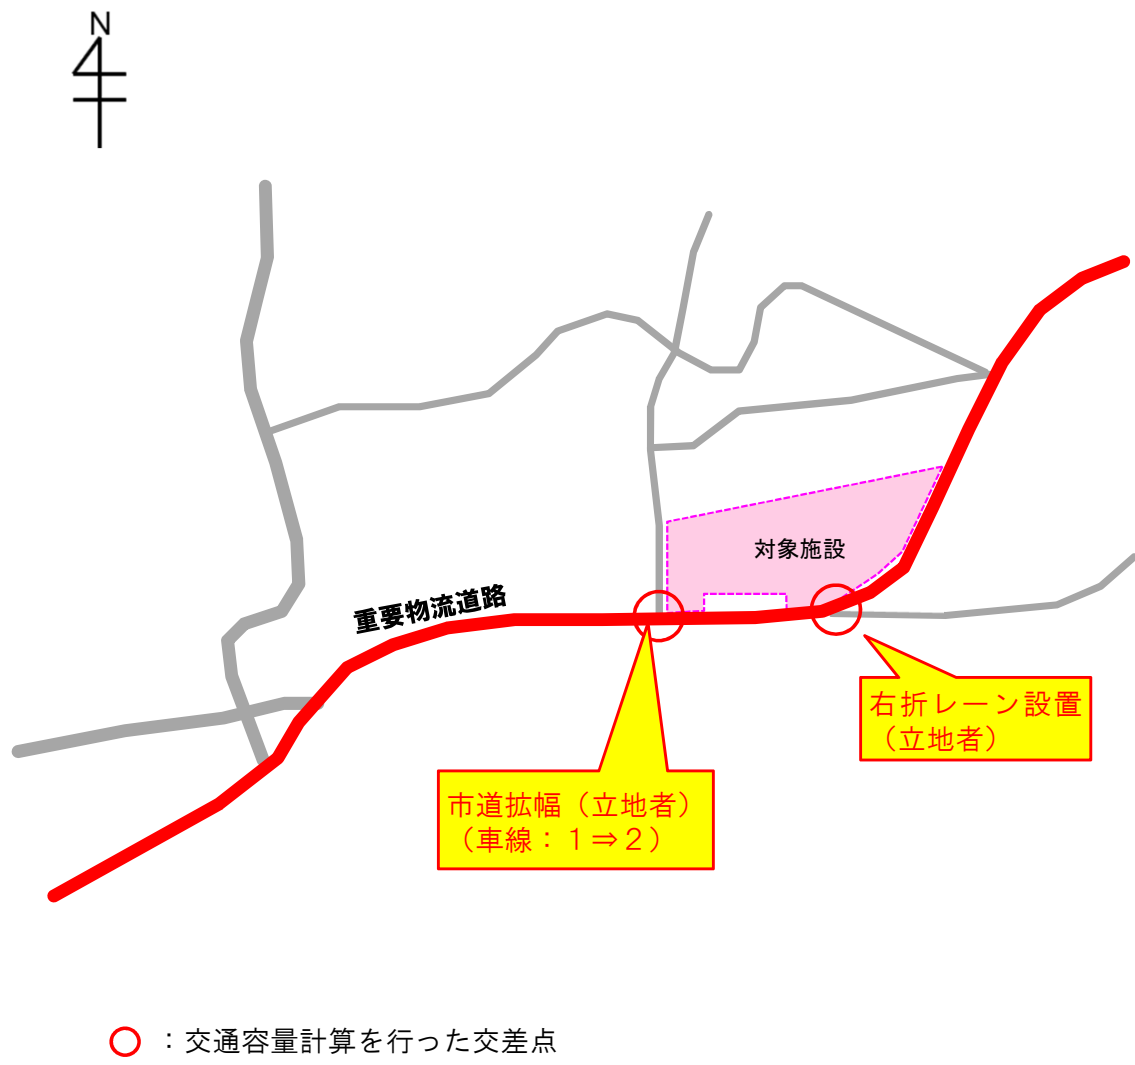 N
対象施設
重要物流道路
右折レーン設置
（立地者）
市道拡幅（立地者）
（車線：１⇒２）
：交通容量計算を行った交差点